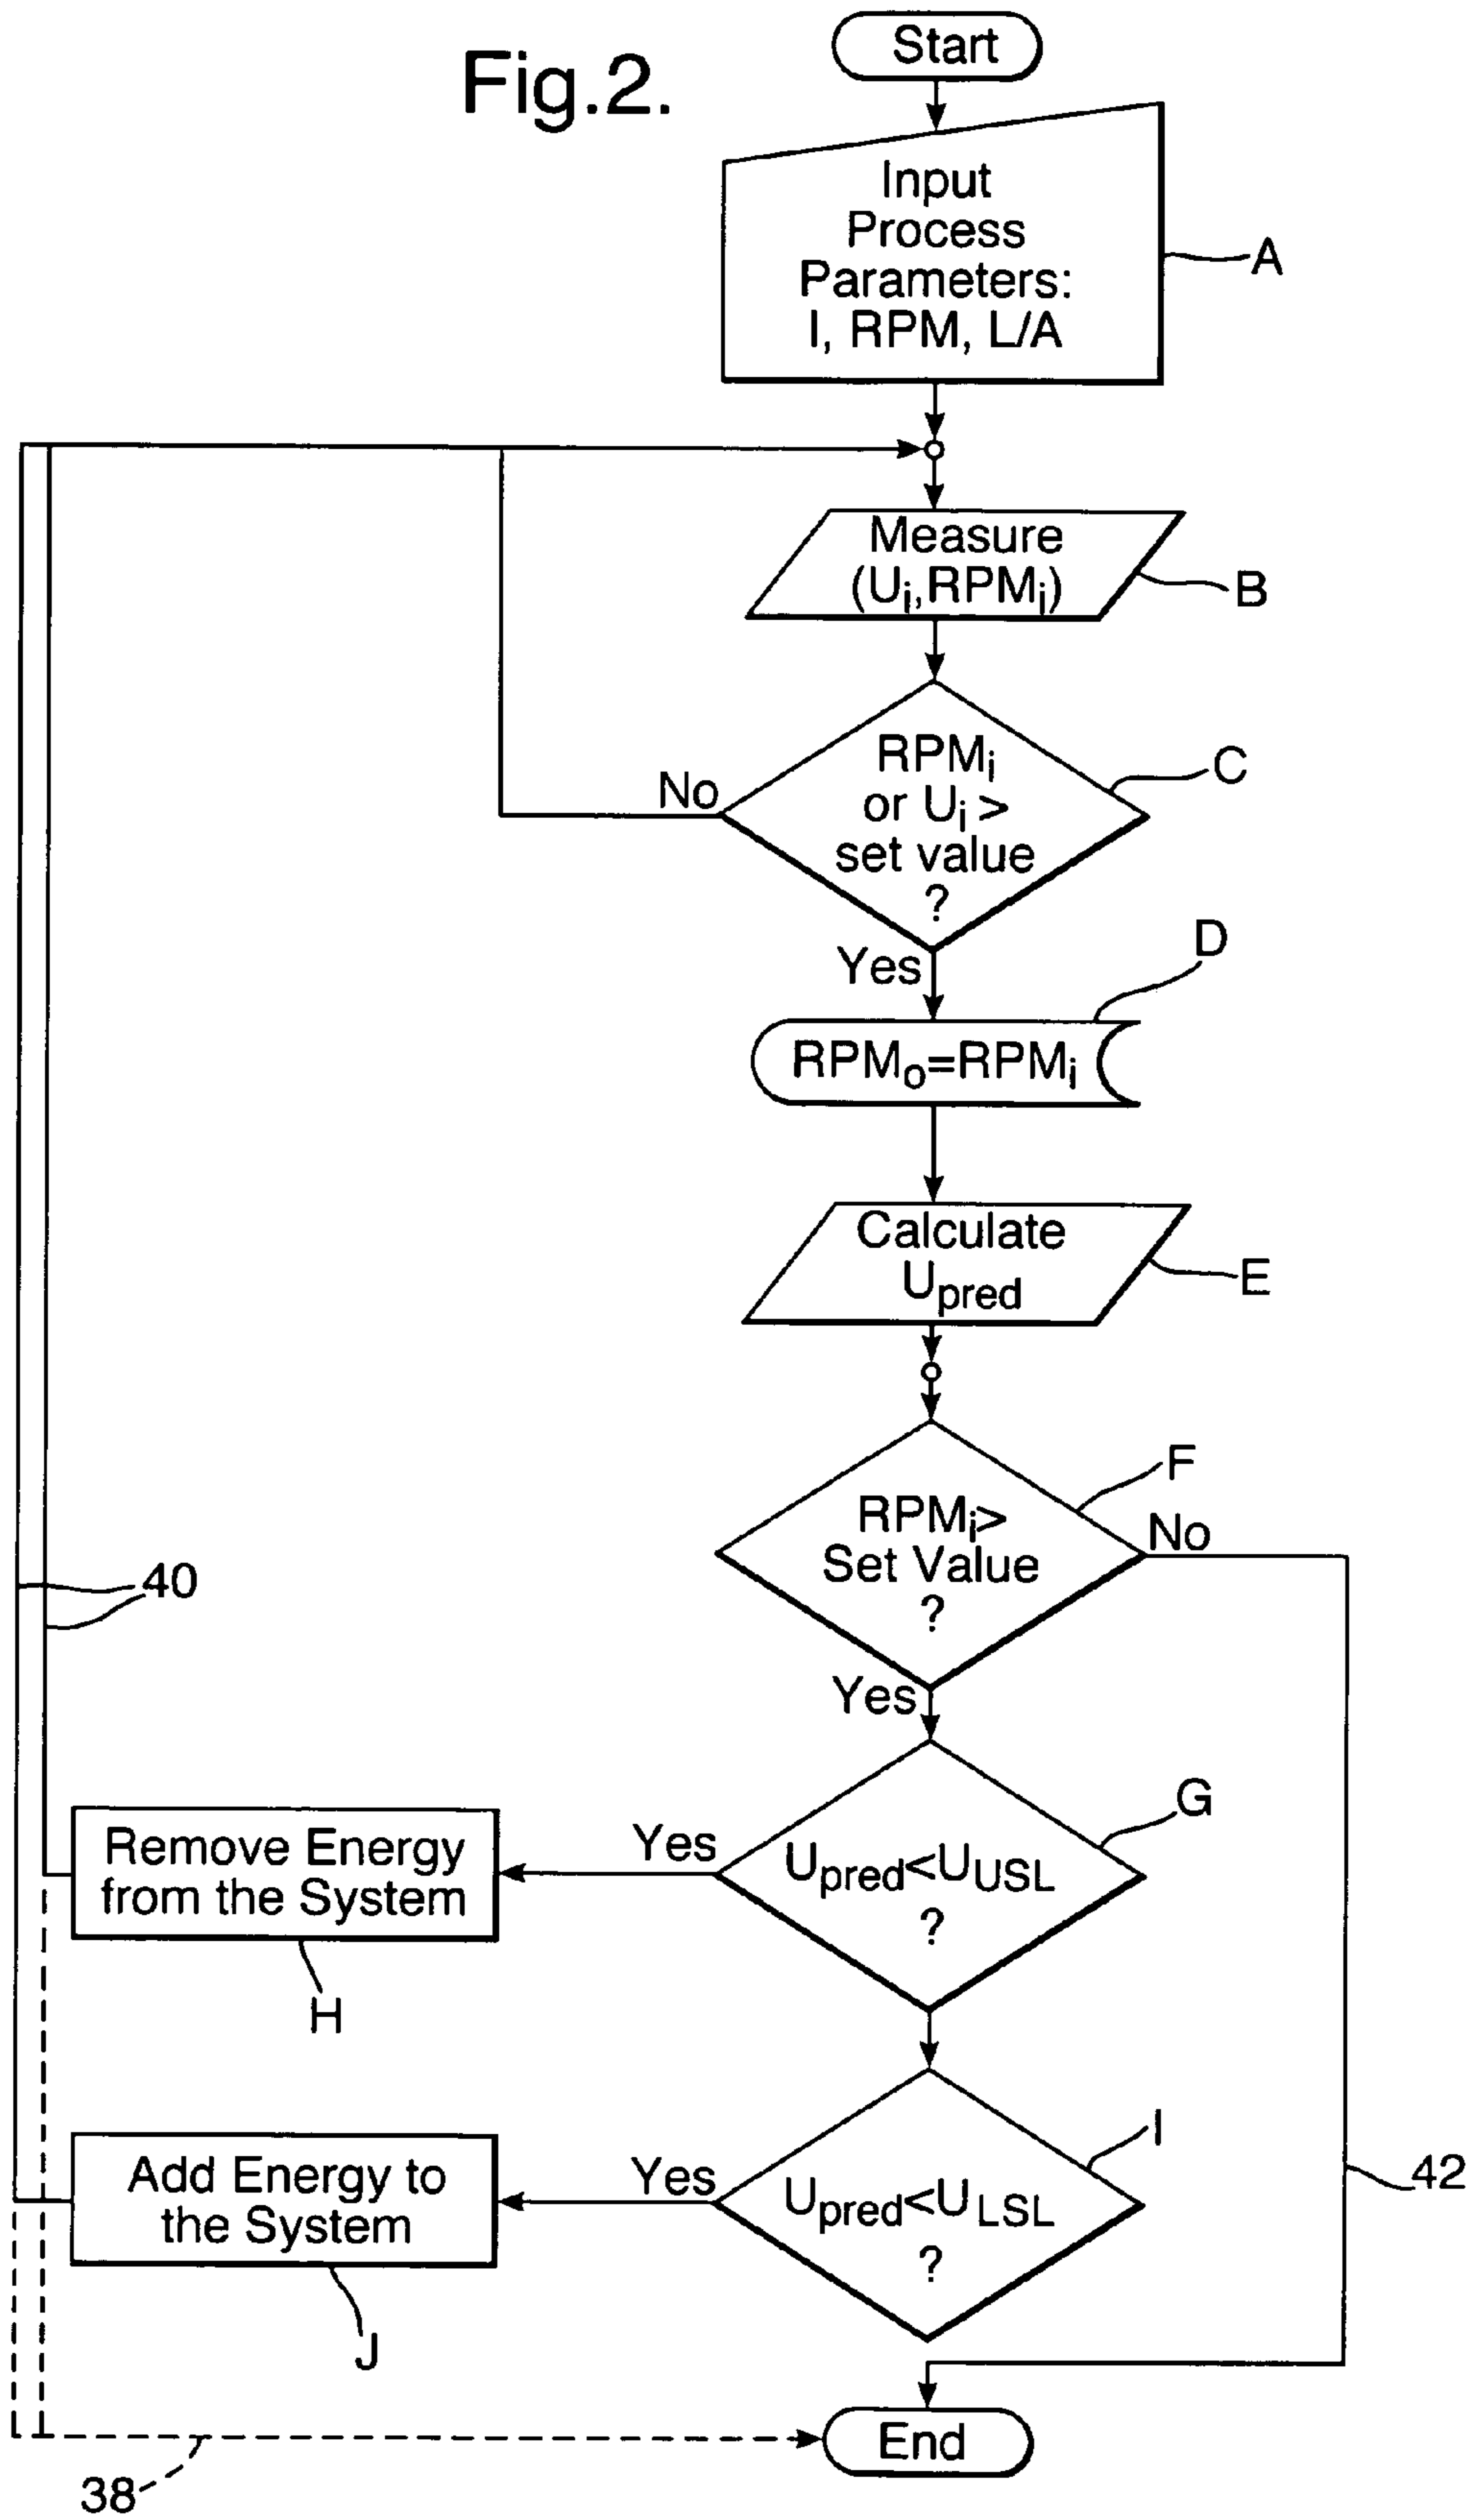 Fig.2.
Start
Input
Process
Parameters:
I, RPM, L/A
A
Measure
(Ui,RPMi)
B
RPMi
or Ui >
set value
?
C
No
Yes
D
RPMo=RPMi
Calculate
Upred
E
F
RPMi>
Set Value
?
No
40
Yes
G
Upred<UUSL
?
Yes
Remove Energy
from the System
H
I
Upred<ULSL
?
Yes
Add Energy to
the System
J
42
End
38